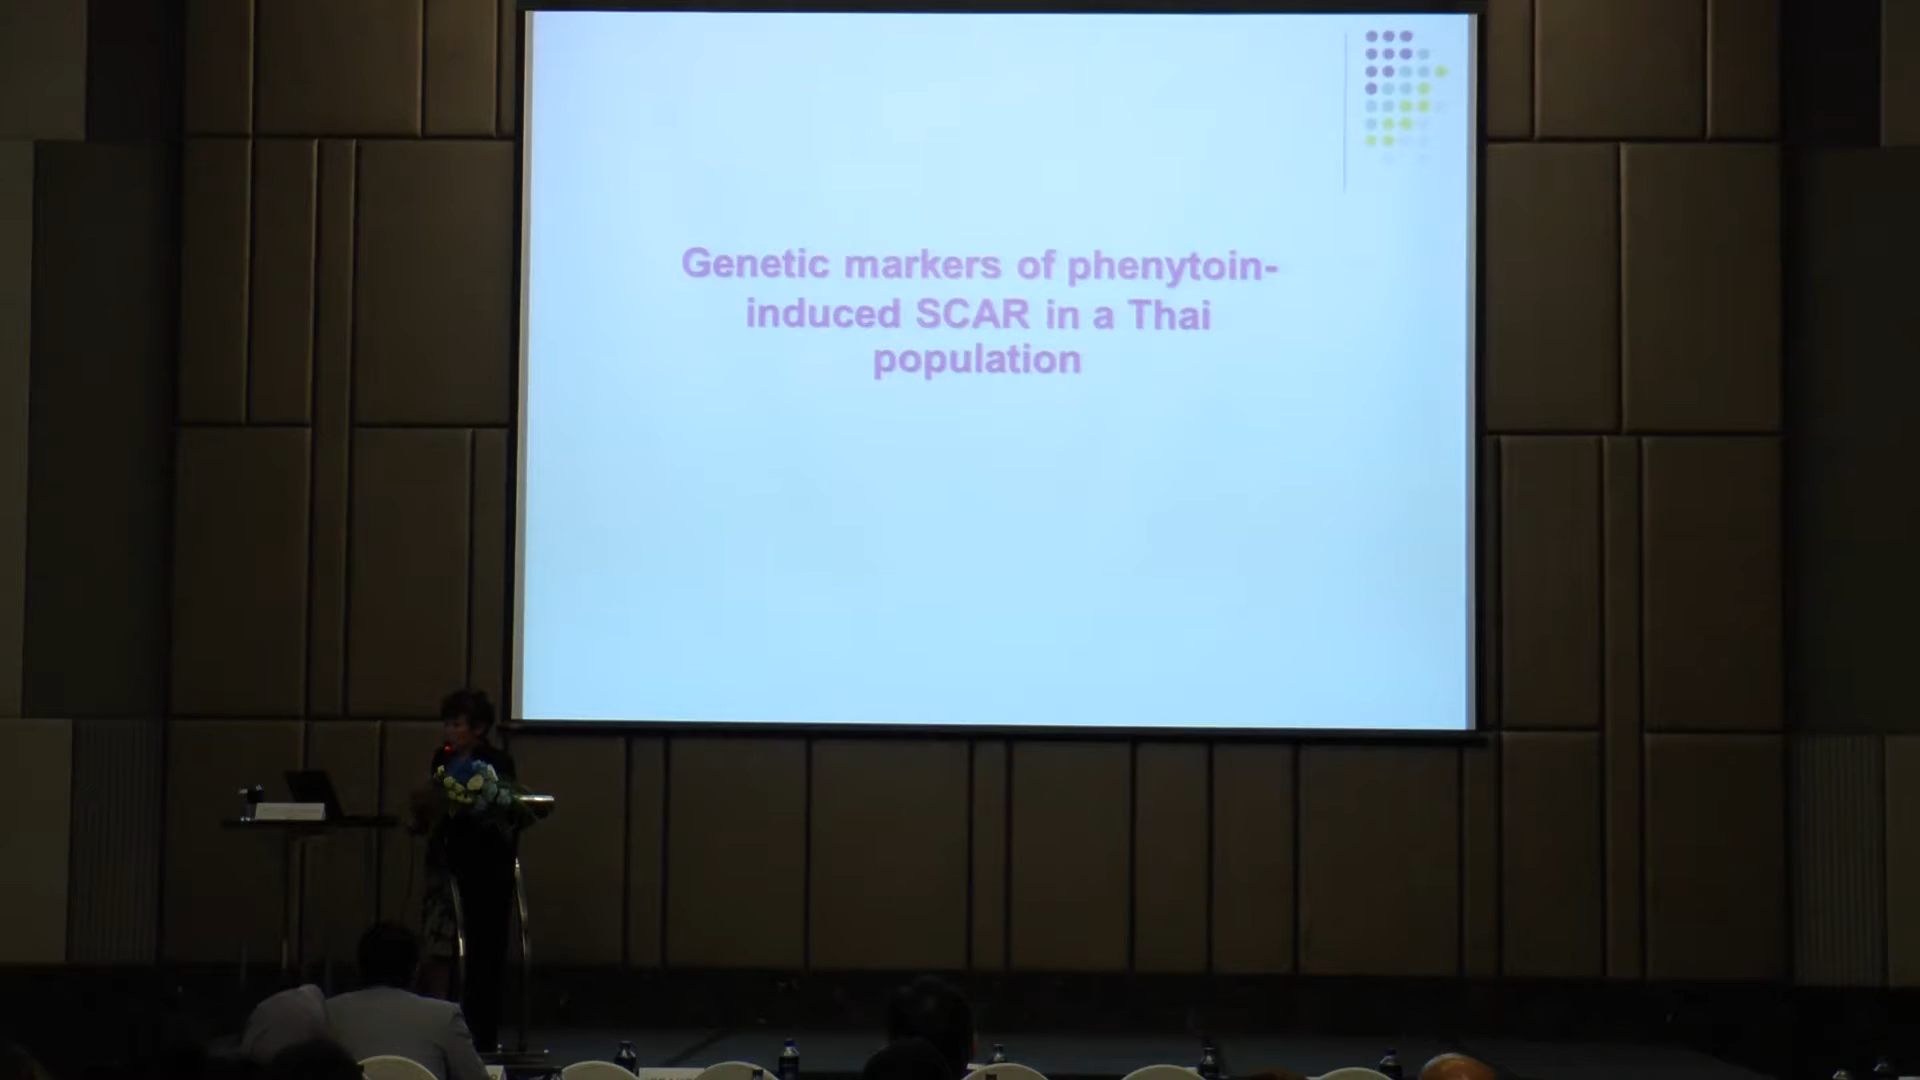 Genetic markers of phenytoin-
induced SCAR in a Thai
population